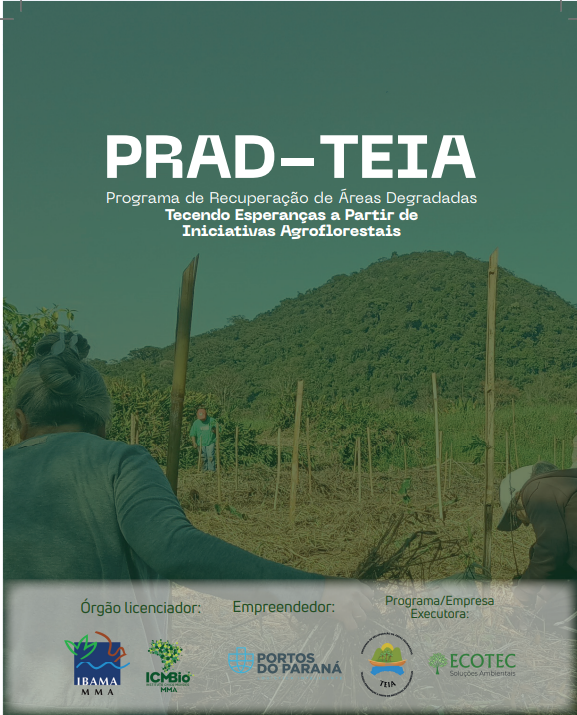 PRAD-TEIA
Programa de Recuperação de Áreas Degradadas
Tecendo Esperanças a Partir de
Iniciativas Agroflorestais
Órgão licenciador:
Empreendedor:
Programa/Empresa
Executora:
IBAMA
MMA
ICMBio
MMA
PORTOS
DO PARANÁ
TEIA
ECOTEC
Soluções Ambientais